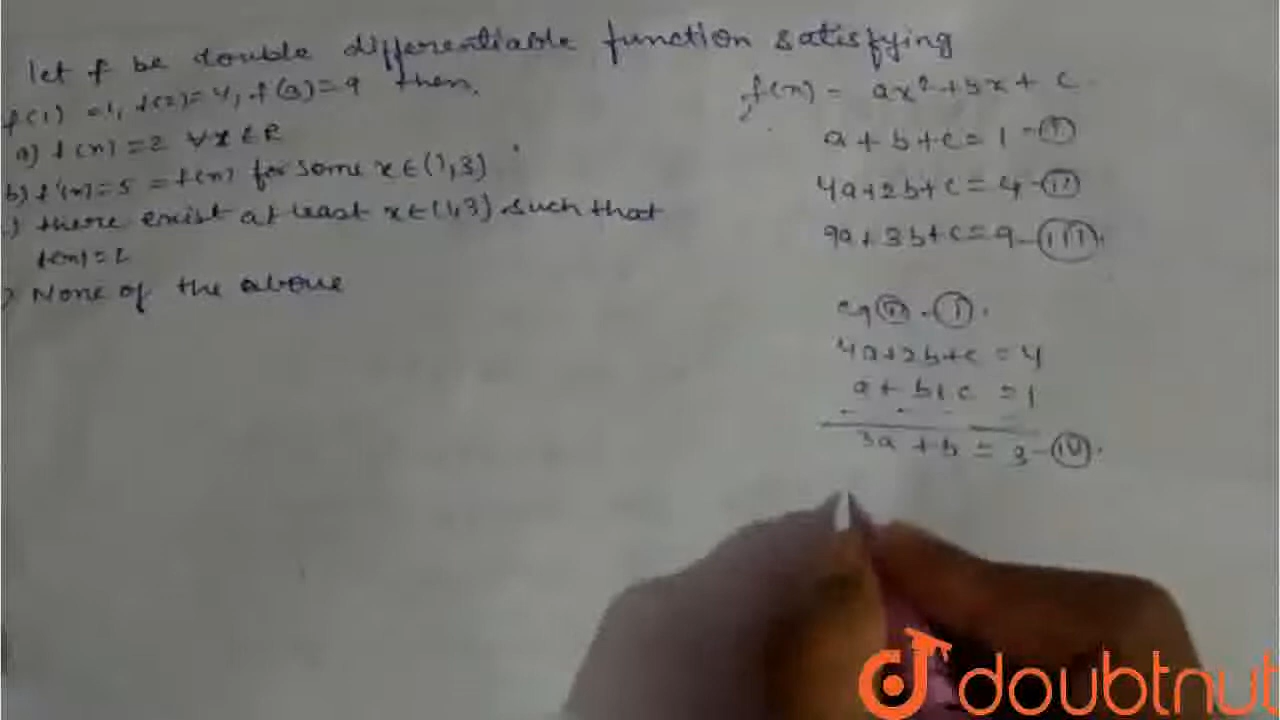 let f be double differentiable function satisfying
f(1) = 1, f(2) = 4, f(3) = 9 then.
a) f(n) = 2 ∀ x ∈ R
b) f'(n) = 5 = f(n) for some x ∈ (1,3)
) there exist at least x ∈ (1,3) such that
f(n) = 2
) None of the above
f(n) = ax²+bx+c
a + b + c = 1 - (I)
4a+2b+c = 4 - (II)
9a+3b+c = 9 - (III)
eq (II) - (I).
4a+2b+c = 4
a + b+c = 1
3a + b = 3 - (IV).
doubtnut